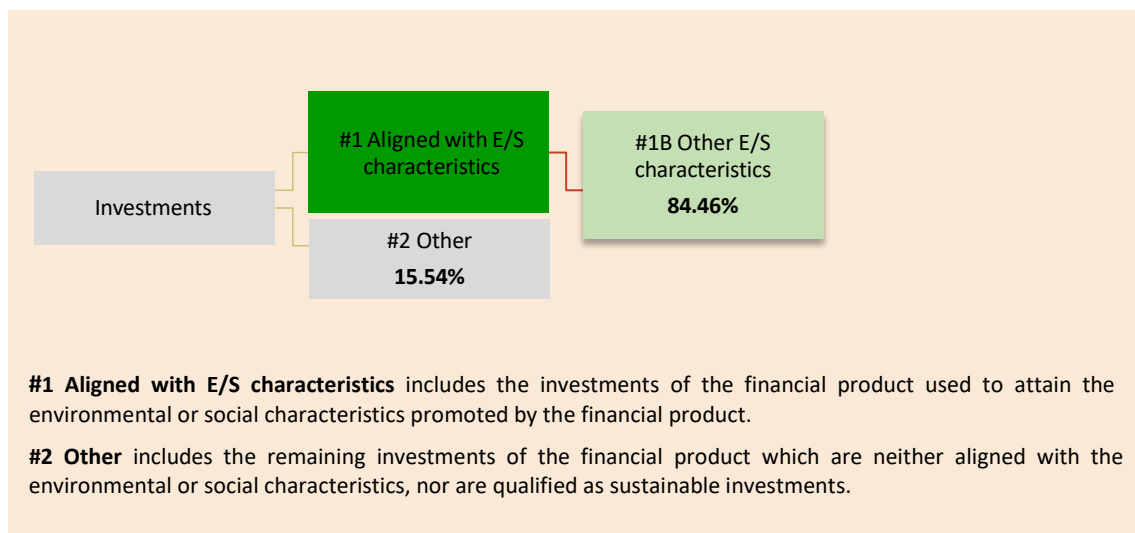 #1 Aligned with E/S
characteristics
#1B Other E/S
characteristics
84.46%
Investments
#2 Other
15.54%
#1 Aligned with E/S characteristics includes the investments of the financial product used to attain the
environmental or social characteristics promoted by the financial product.
#2 Other includes the remaining investments of the financial product which are neither aligned with the
environmental or social characteristics, nor are qualified as sustainable investments.